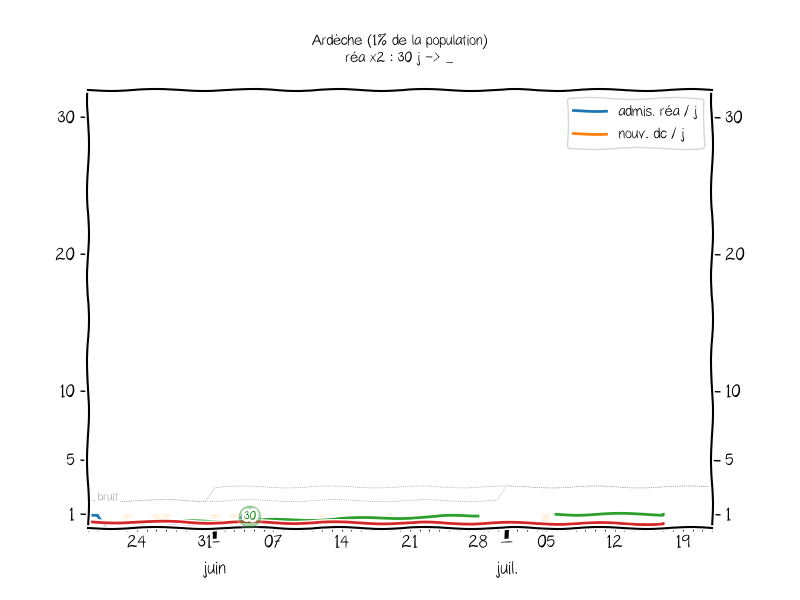 Ardèche (1% de la population)
réa x2 : 30 j -> _
admis. réa / j
nouv. dc / j
30
30
20
20
10
10
5
5
bruit
1
30
1
24
31
07
14
21
28
05
12
19
juin
juil.